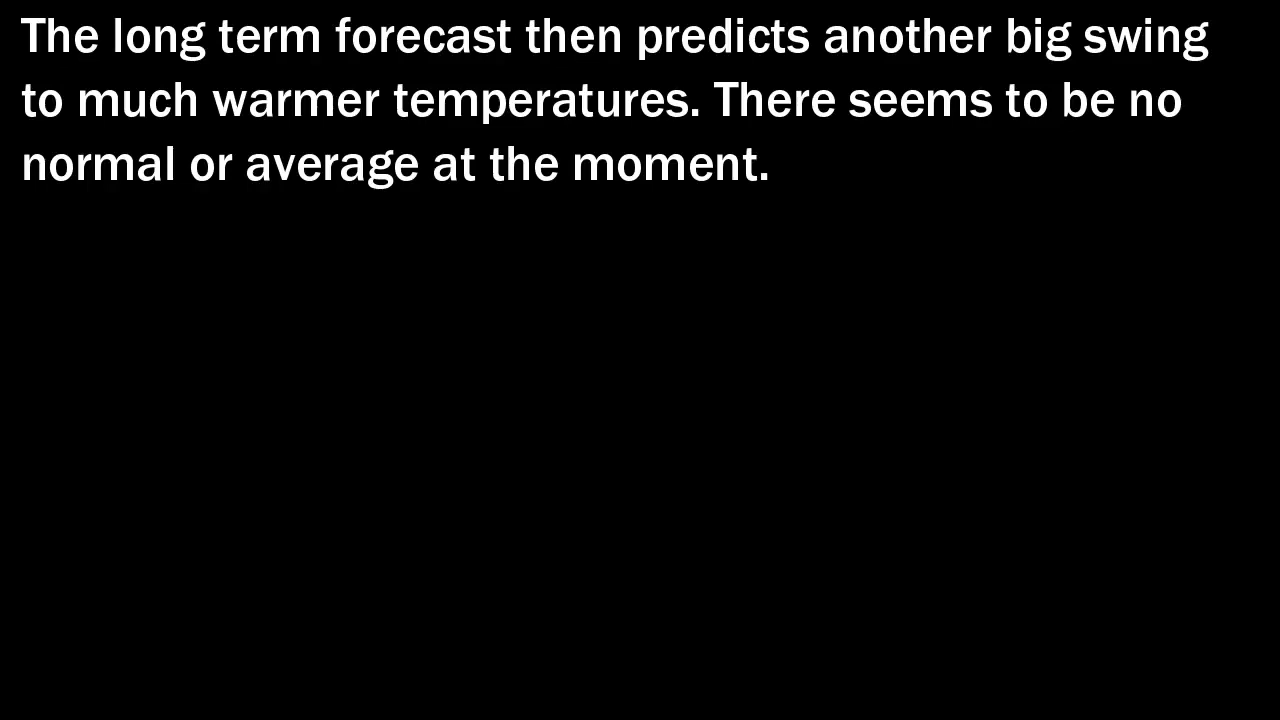 The long term forecast then predicts another big swing
to much warmer temperatures. There seems to be no
normal or average at the moment.